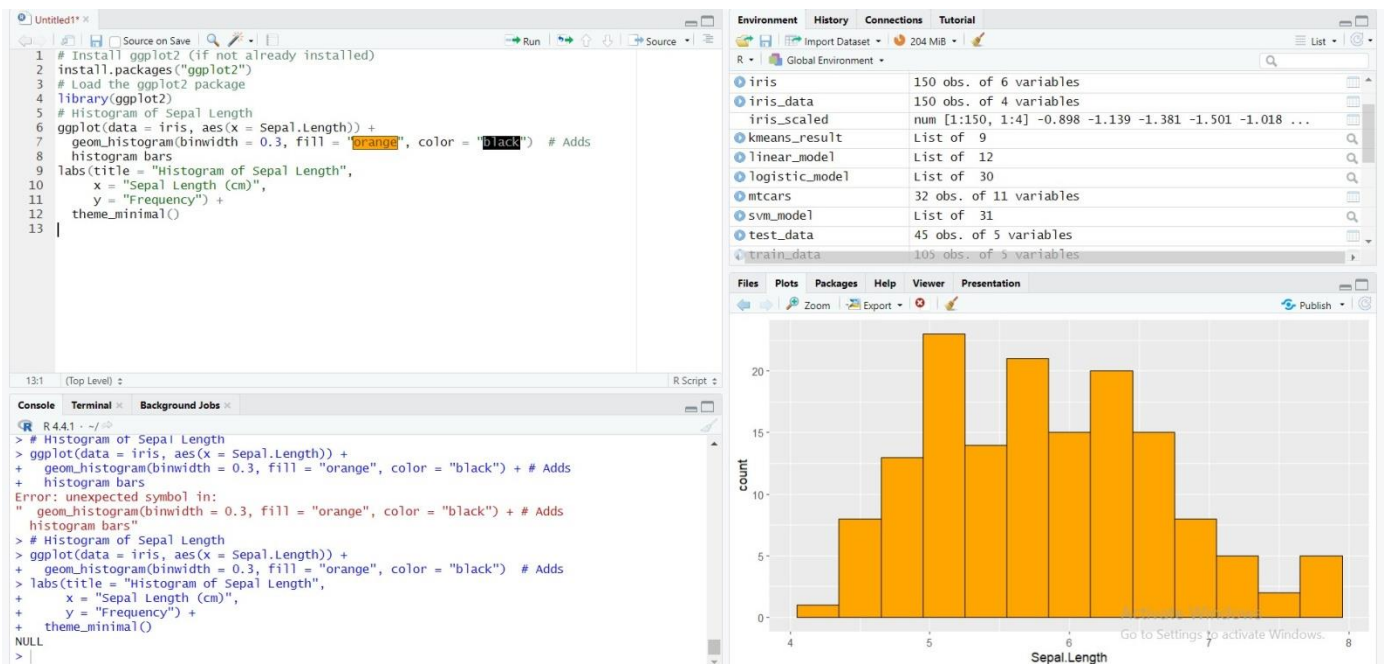 Untitled1*
Source on Save
Run
Source
1 # Install ggplot2 (if not already installed)
2 install.packages("ggplot2")
3 # Load the ggplot2 package
4 library(ggplot2)
5 # Histogram of Sepal Length
6 ggplot(data = iris, aes(x = Sepal.Length)) +
7 geom_histogram(binwidth = 0.3, fill = "orange", color = "black")  # Adds
8 histogram bars
9 labs(title = "Histogram of Sepal Length",
10 x = "Sepal Length (cm)",
11 y = "Frequency") +
12 theme_minimal()
13
13:1 (Top Level) R Script
Console Terminal Background Jobs
R 4.4.1 · ~/
> # Histogram of Sepal Length
> ggplot(data = iris, aes(x = Sepal.Length)) +
+ geom_histogram(binwidth = 0.3, fill = "orange", color = "black") + # Adds
+ histogram bars
Error: unexpected symbol in:
" geom_histogram(binwidth = 0.3, fill = "orange", color = "black") + # Adds
histogram bars"
> # Histogram of Sepal Length
> ggplot(data = iris, aes(x = Sepal.Length)) +
+ geom_histogram(binwidth = 0.3, fill = "orange", color = "black")  # Adds
> labs(title = "Histogram of Sepal Length",
+ x = "Sepal Length (cm)",
+ y = "Frequency") +
+ theme_minimal()
NULL
>
Environment History Connections Tutorial
Import Dataset 204 MiB List
R Global Environment
iris 150 obs. of 6 variables
iris_data 150 obs. of 4 variables
iris_scaled num [1:150, 1:4] -0.898 -1.139 -1.381 -1.501 -1.018 ...
kmeans_result List of 9
linear_model List of 12
logistic_model List of 30
mtcars 32 obs. of 11 variables
svm_model List of 31
test_data 45 obs. of 5 variables
train_data 105 obs. of 5 variables
Files Plots Packages Help Viewer Presentation
Zoom Export Publish
20
15
10
5
0
count
4 5 6 7 8
Sepal.Length
Activate Windows
Go to Settings to activate Windows.